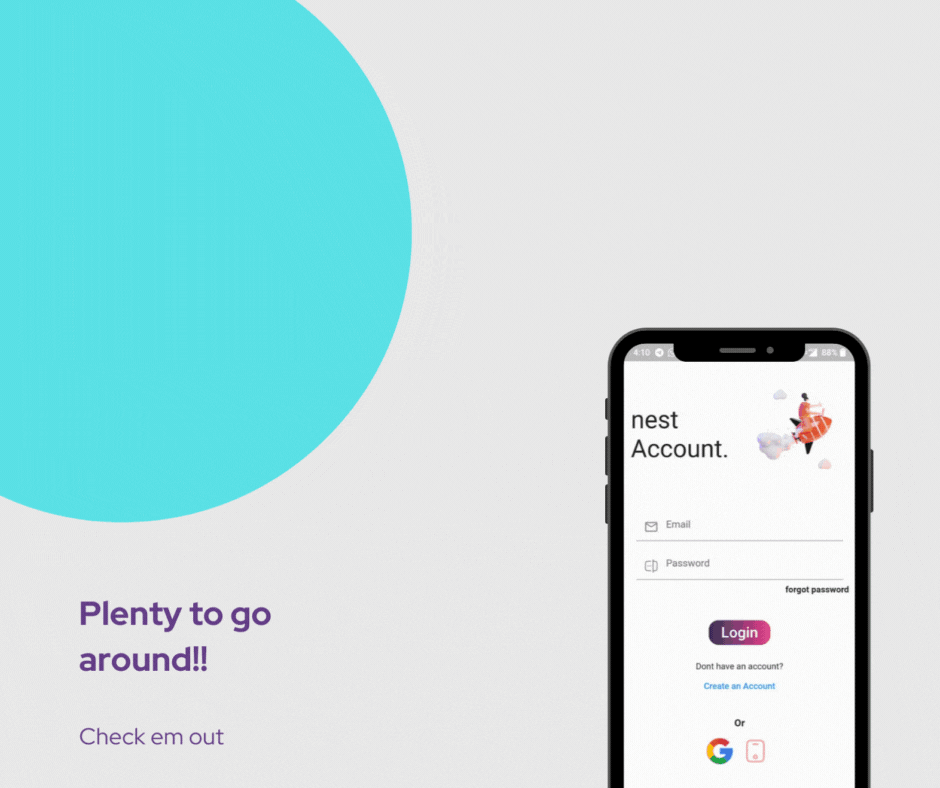 Plenty to go
around!!
Check em out
4:10
88%
nest
Account.
Email
Password
forgot password
Login
Dont have an account?
Create an Account
Or